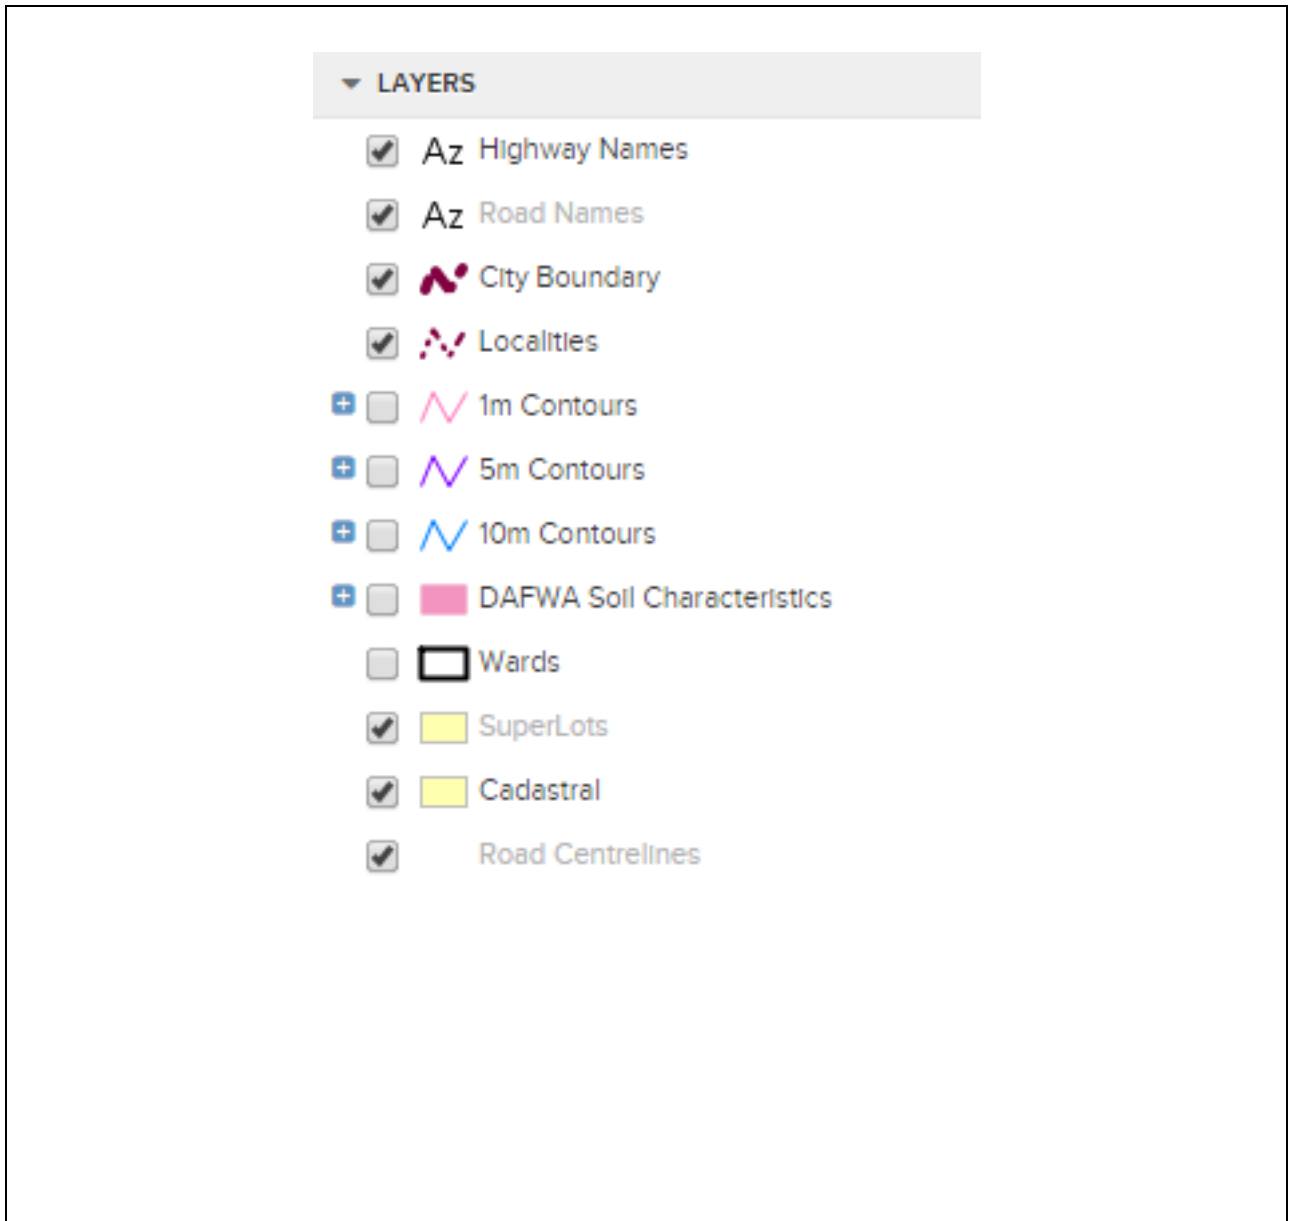 LAYERS
Az Highway Names
Az Road Names
City Boundary
Localities
1m Contours
5m Contours
10m Contours
DAFWA Soil Characteristics
Wards
SuperLots
Cadastral
Road Centrelines